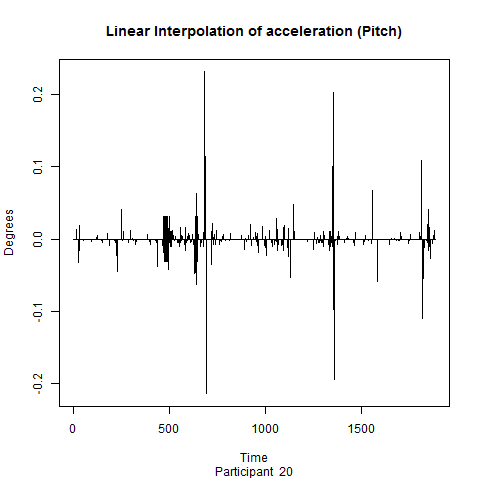 Linear Interpolation of acceleration (Pitch)
Degrees
0.2
0.1
0.0
-0.1
-0.2
0 500 1000 1500
Time
Participant 20